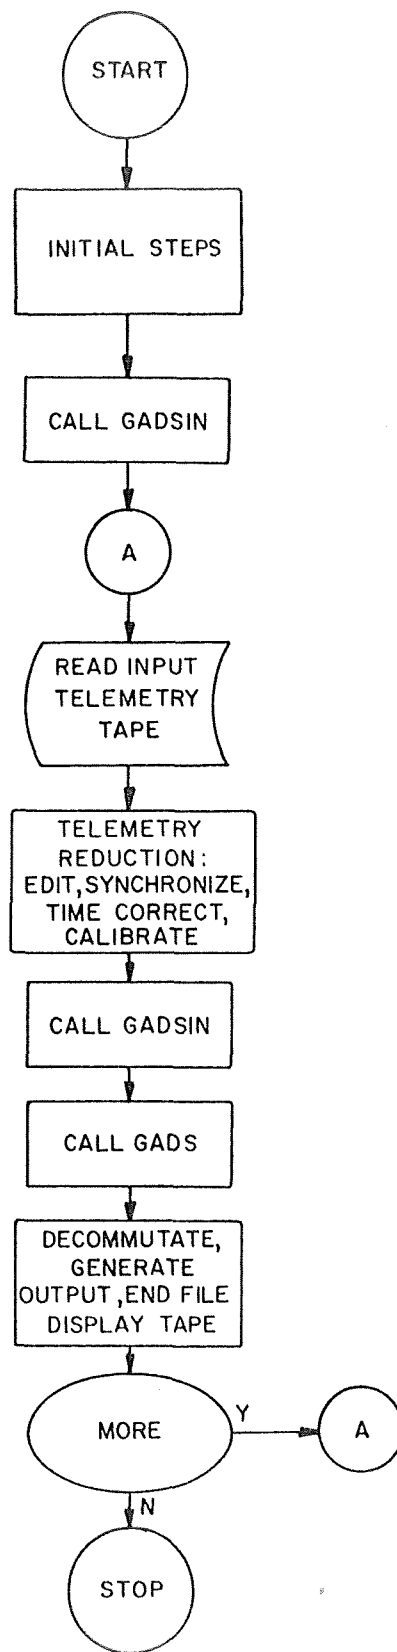 START
INITIAL STEPS
CALL GADSIN
A
READ INPUT
TELEMETRY
TAPE
TELEMETRY
REDUCTION:
EDIT, SYNCHRONIZE,
TIME CORRECT,
CALIBRATE
CALL GADSIN
CALL GADS
DECOMMUTATE,
GENERATE
OUTPUT, END FILE
DISPLAY TAPE
MORE
Y
A
N
STOP